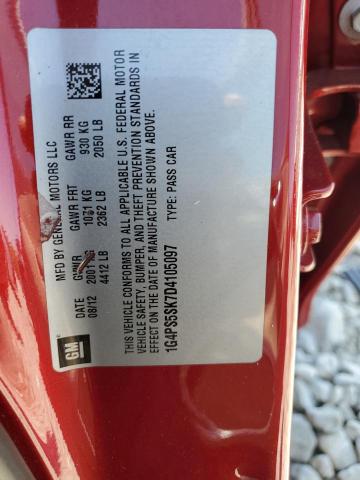 MFD BY GENERAL MOTORS LLC
DATE GVWR GAWR FRT GAWR RR
08/12 2001 KG 1071 KG 930 KG
4412 LB 2362 LB 2050 LB
THIS VEHICLE CONFORMS TO ALL APPLICABLE U.S. FEDERAL MOTOR
VEHICLE SAFETY, BUMPER, AND THEFT PREVENTION STANDARDS IN
EFFECT ON THE DATE OF MANUFACTURE SHOWN ABOVE.
1G4PS5SK7D4105097 TYPE: PASS CAR
GM